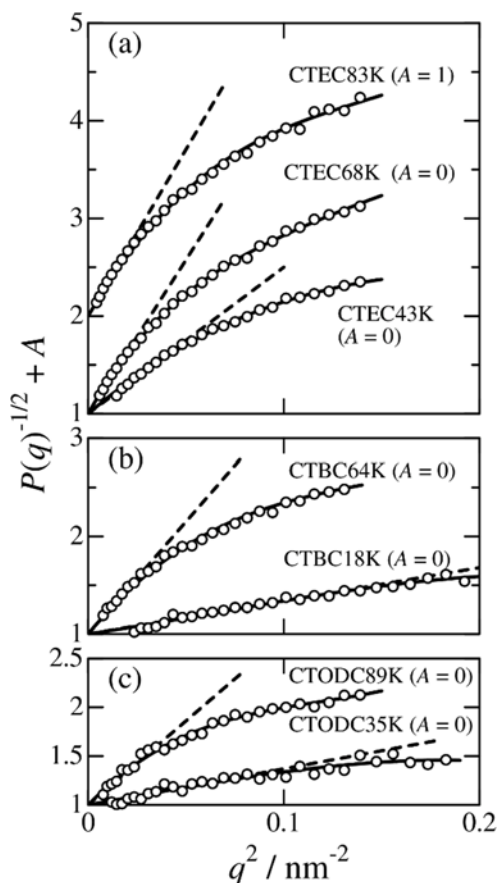 5
(a)
CTEC83K (A = 1)
4
CTEC68K (A = 0)
3
2
CTEC43K
(A = 0)
1
P(q)^{-1/2} + A
3
(b)
CTBC64K (A = 0)
2
CTBC18K (A = 0)
1
2.5
(c)
CTODC89K (A = 0)
2
CTODC35K (A = 0)
1.5
1
0 0.1 0.2
q² / nm⁻²